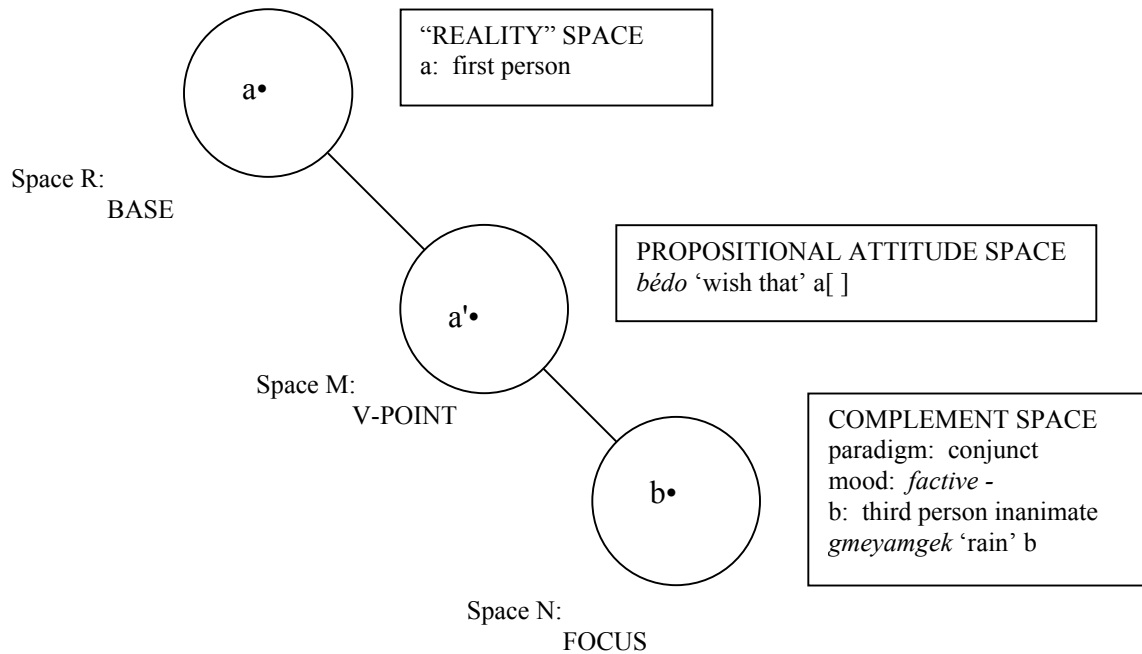 “REALITY” SPACE
a: first person
a•
Space R:
BASE
PROPOSITIONAL ATTITUDE SPACE
bédo ‘wish that’ a[ ]
a'•
Space M:
V-POINT
COMPLEMENT SPACE
paradigm: conjunct
mood: factive -
b: third person inanimate
gmeyamgek ‘rain’ b
b•
Space N:
FOCUS